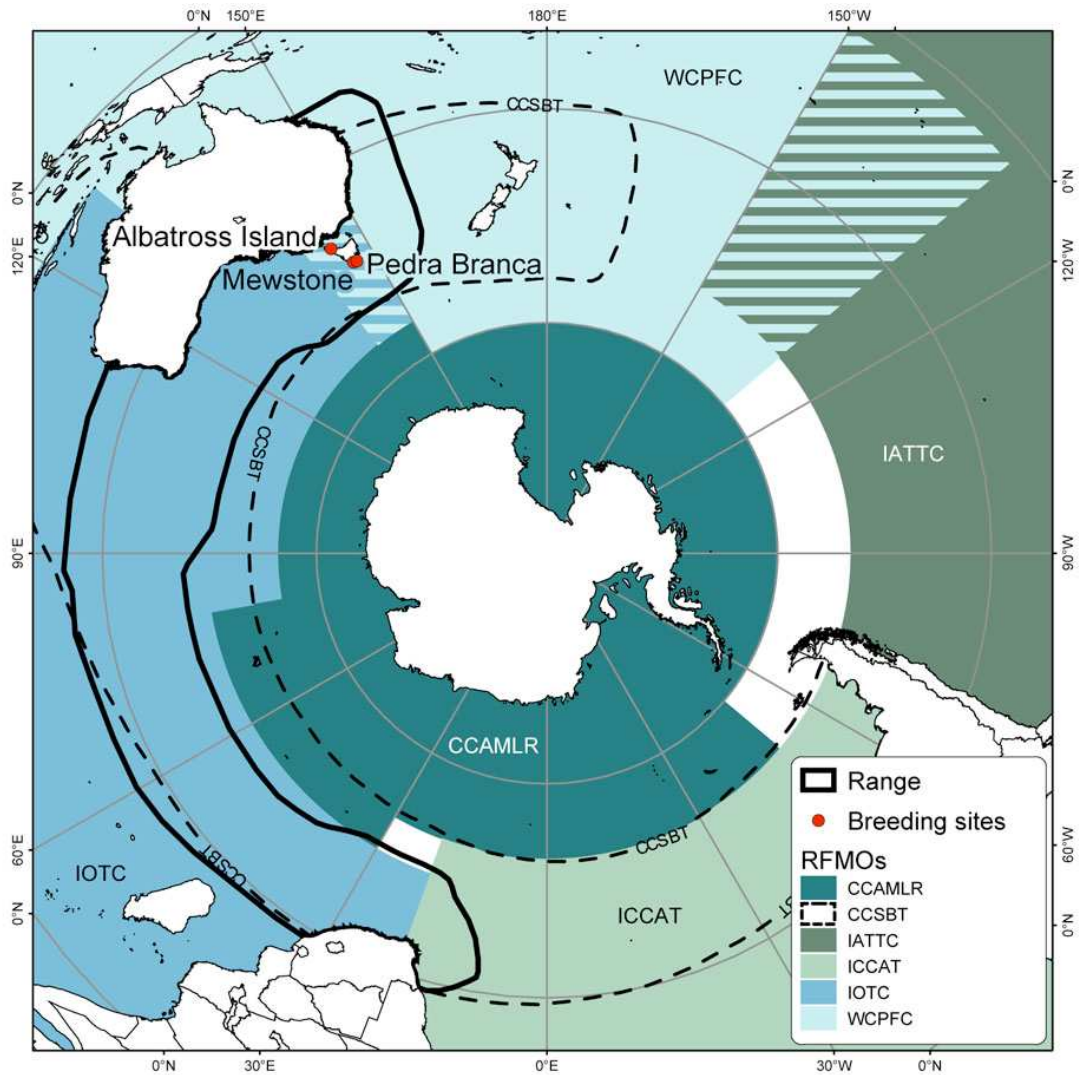 0°N 150°E 180°E 150°W
WCPFC
CCSBT
0°N
120°E
0°N
120°W
Albatross Island
Pedra Branca
Mewstone
CCSBT
IATTC
90°E
90°W
CCAMLR
CCSBT
CCSBT
IOTC
ICCAT
60°E
0°N
60°W
0°N
Range
Breeding sites
RFMOs
CCAMLR
CCSBT
IATTC
ICCAT
IOTC
WCPFC
0°N 30°E 0°E 30°W 0°N